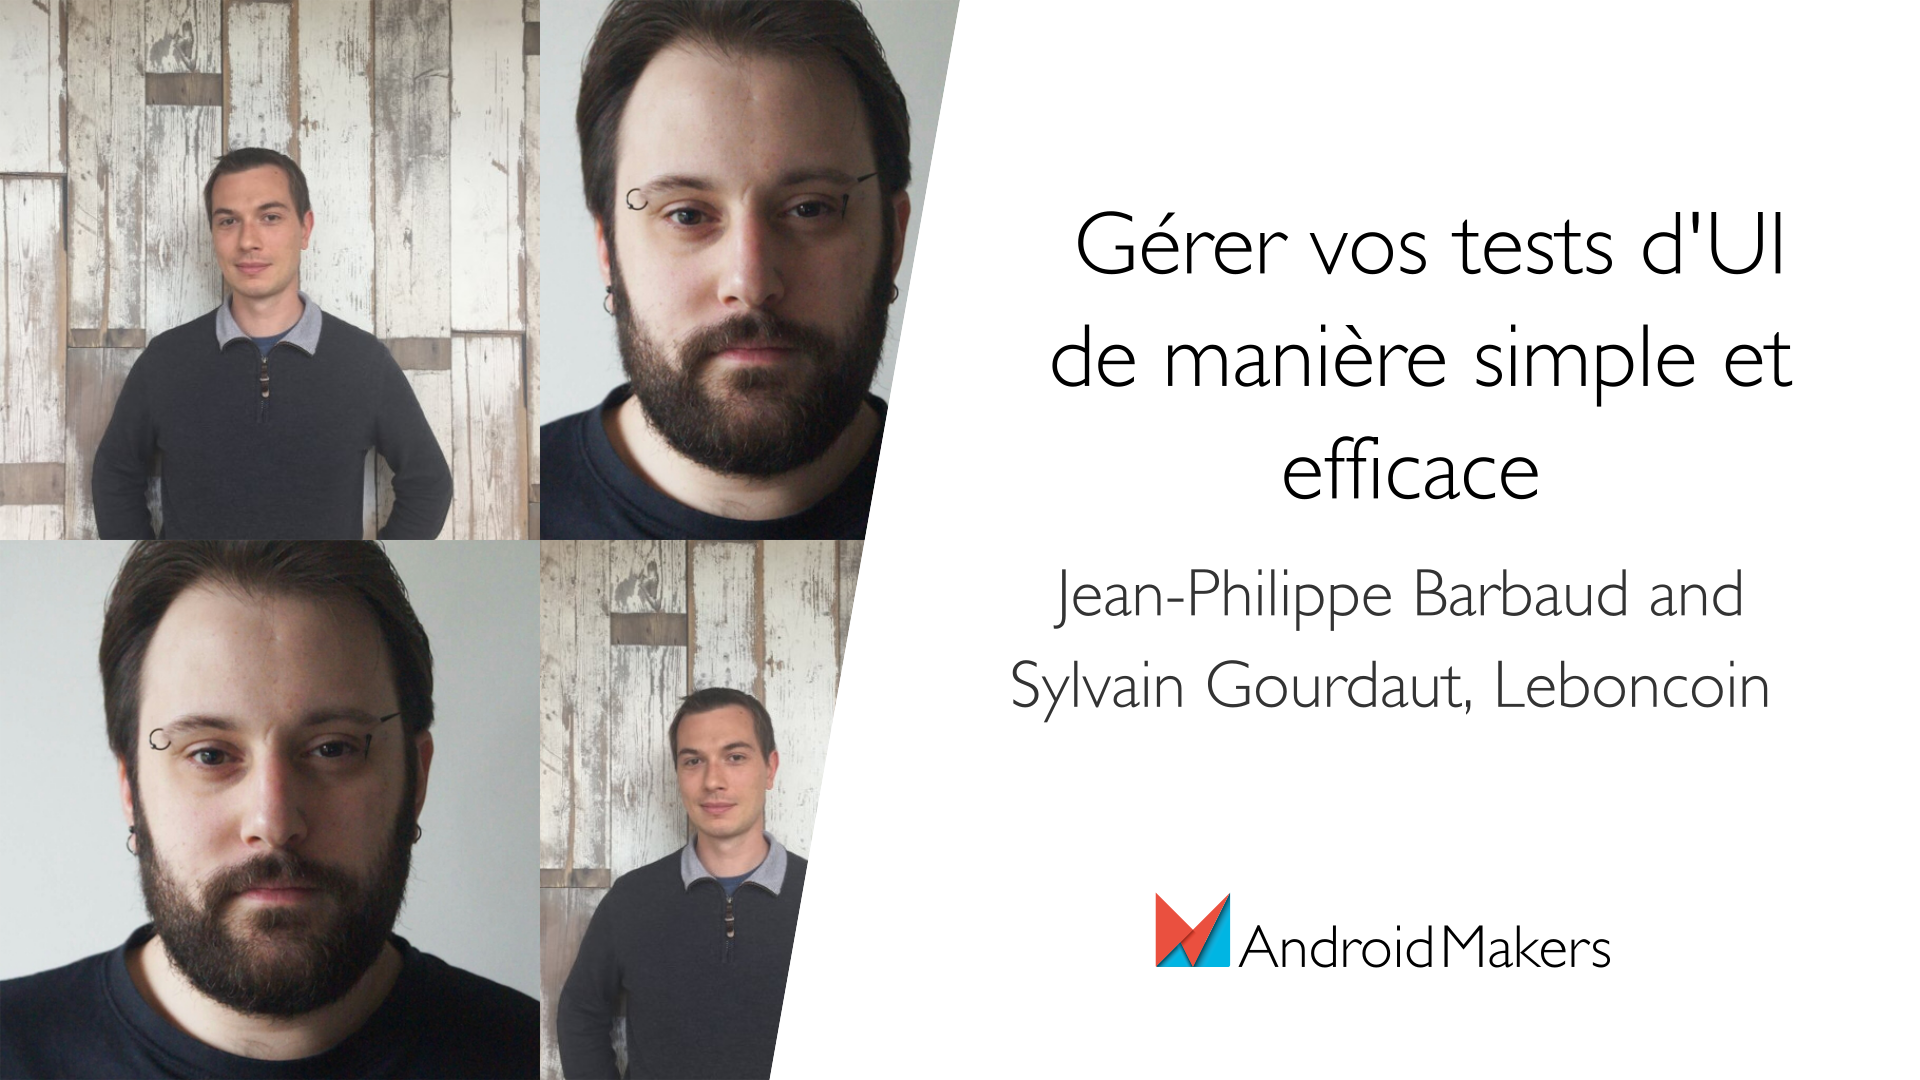 Gérer vos tests d'UI
de manière simple et
efficace
Jean-Philippe Barbaud and
Sylvain Gourdaut, Leboncoin
AndroidMakers